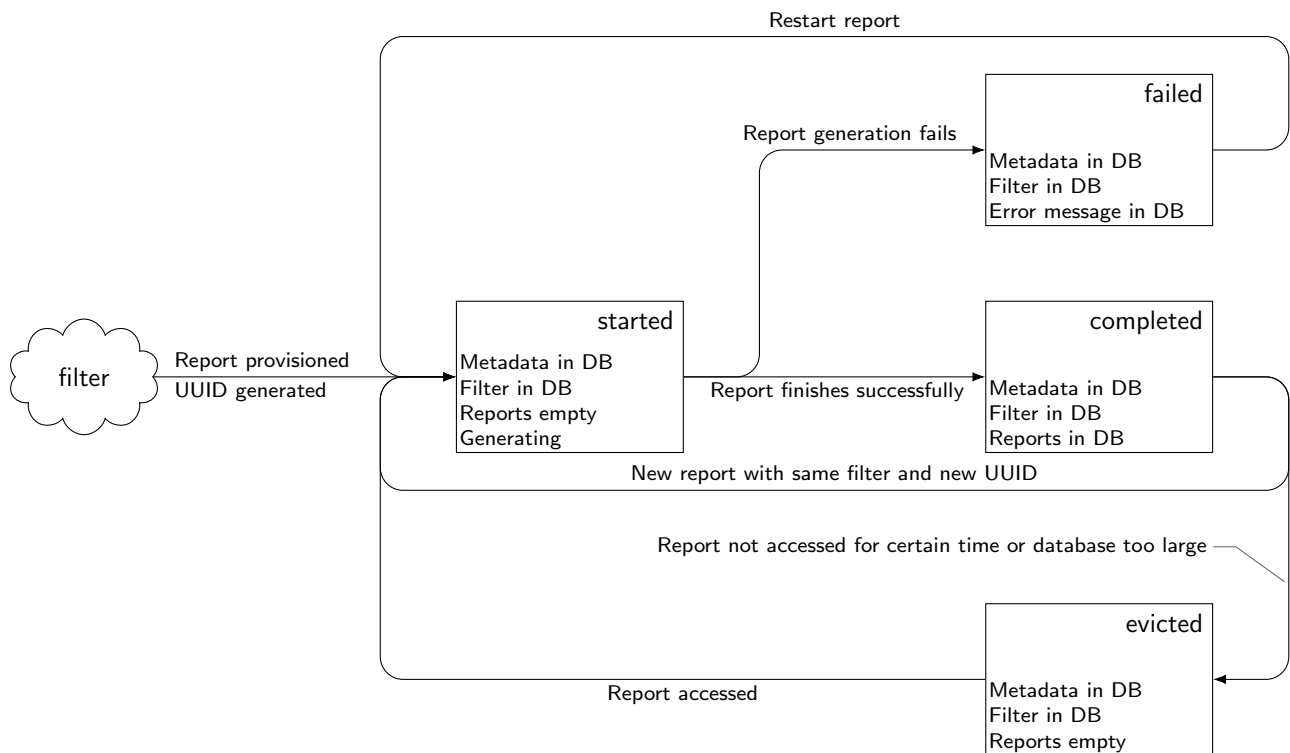 Restart report
failed
Report generation fails
Metadata in DB
Filter in DB
Error message in DB
started
completed
filter
Report provisioned
UUID generated
Metadata in DB
Filter in DB
Reports empty
Generating
Report finishes successfully
Metadata in DB
Filter in DB
Reports in DB
New report with same filter and new UUID
Report not accessed for certain time or database too large
evicted
Report accessed
Metadata in DB
Filter in DB
Reports empty